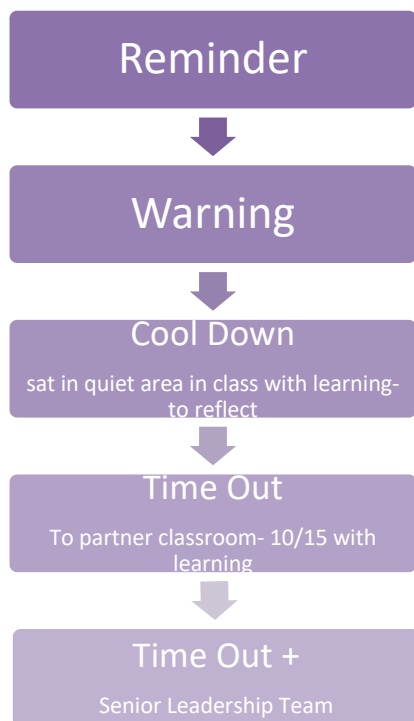 Reminder
Warning
Cool Down
sat in quiet area in class with learning-
to reflect
Time Out
To partner classroom- 10/15 with
learning
Time Out +
Senior Leadership Team